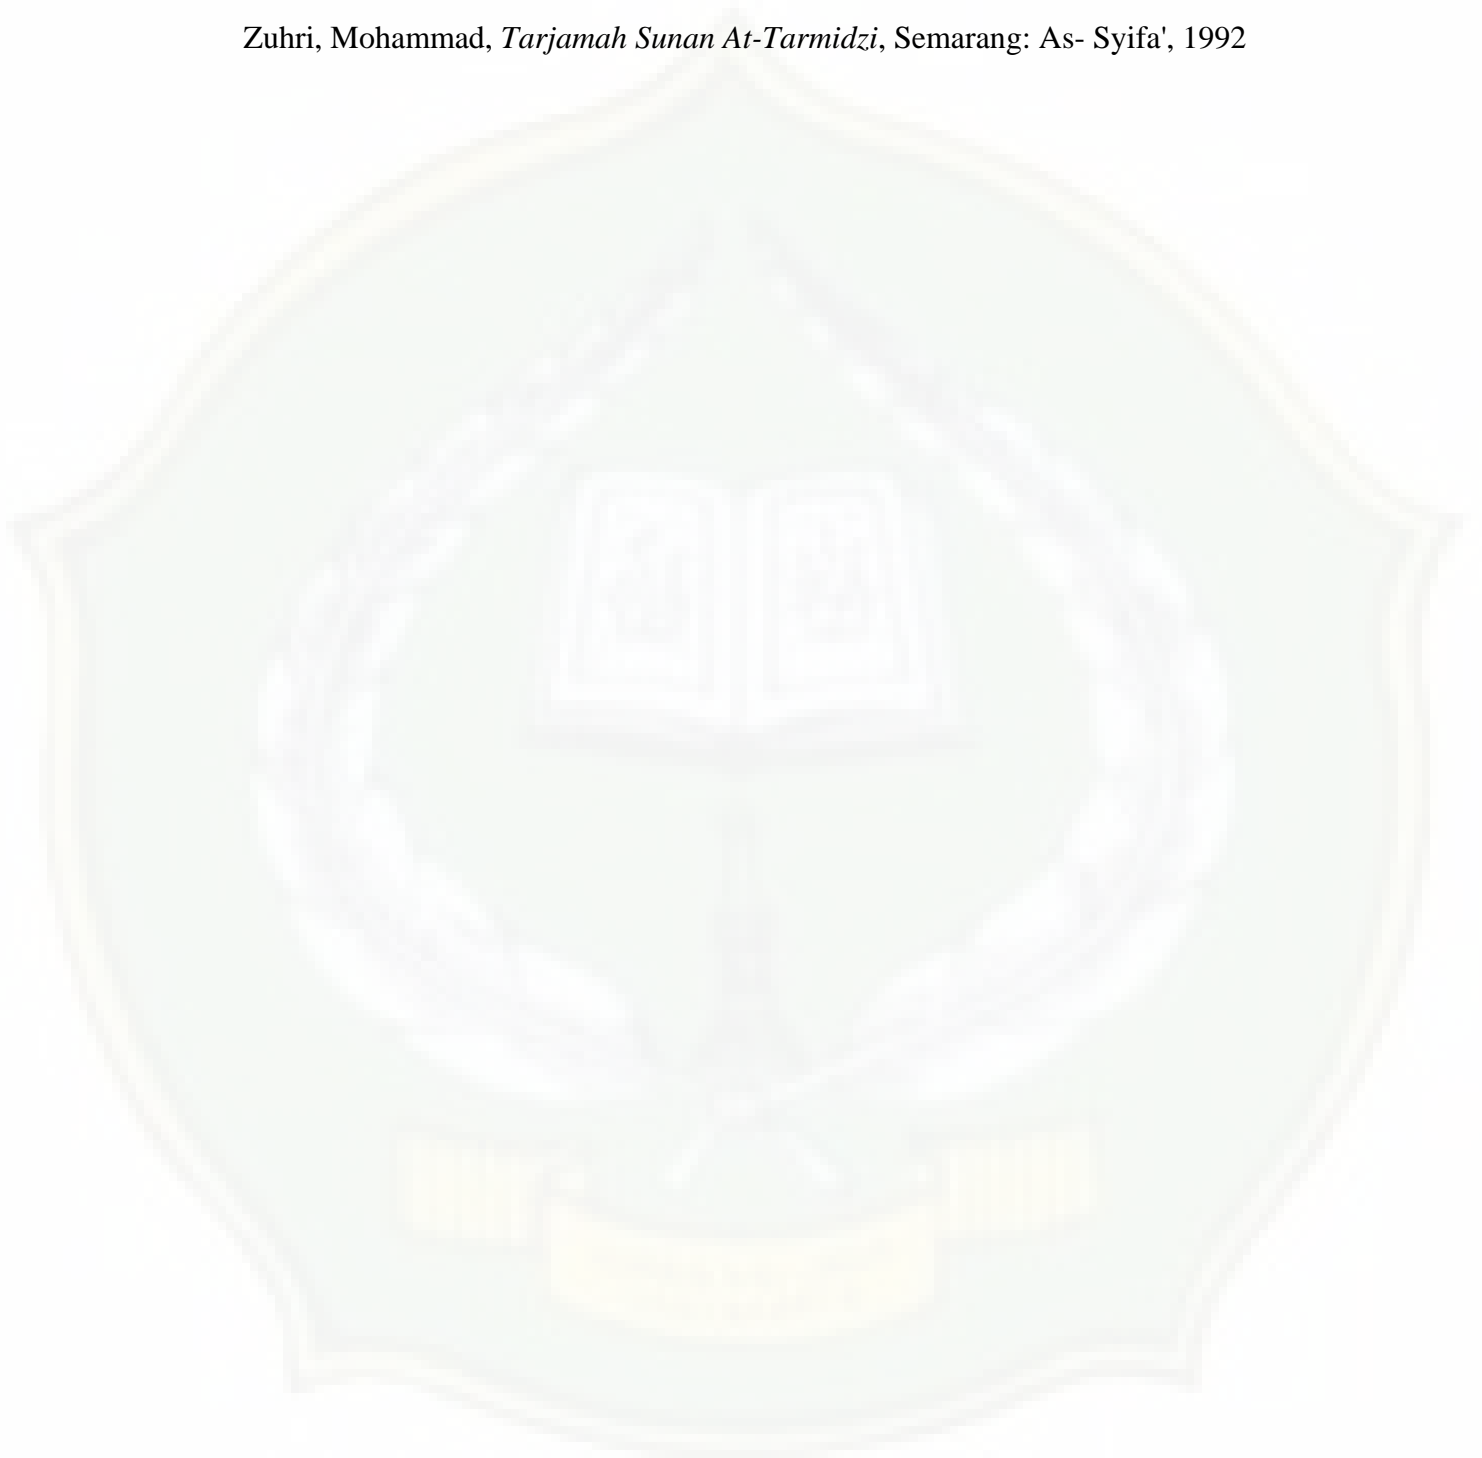 Zuhri, Mohammad, Tarjamah Sunan At-Tarmidzi, Semarang: As- Syifa', 1992